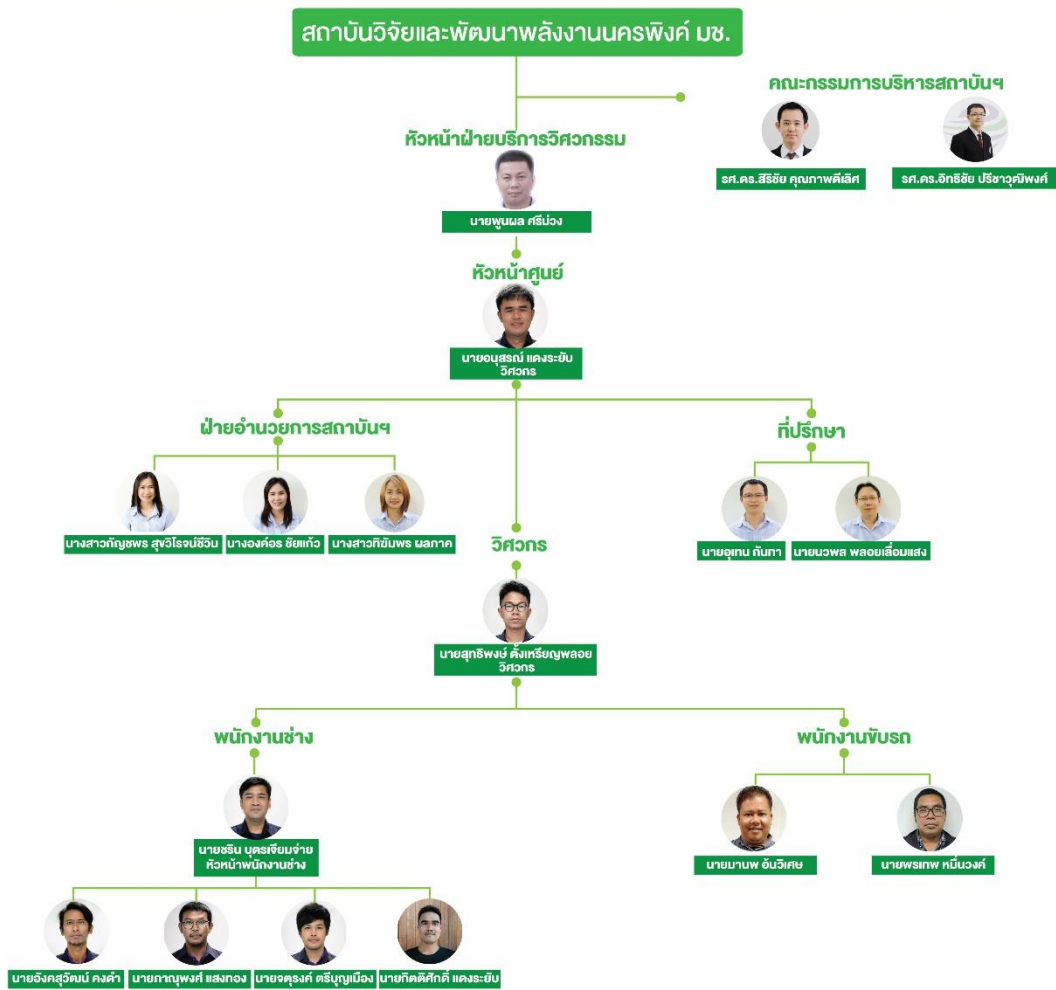 สถาบันวิจัยและพัฒนาพลังงานนครพิงค์ มช.
คณะกรรมการบริหารสถาบันฯ
รศ.ดร.สิริชัย คุณภาพดีเลิศ
รศ.ดร.อิทธิชัย ปรีชาวุฒิพงศ์
หัวหน้าฝ่ายบริการวิศวกรรม
นายพูนผล ศรีม่วง
หัวหน้าศูนย์
นายอนุสรณ์ แดงระยับ
วิศวกร
ฝ่ายอำนวยการสถาบันฯ
นางสาวกัญชพร สุขวิโรจน์ชีวิน
นางองค์อร ชัยแก้ว
นางสาวทิฆัมพร ผลภาค
ที่ปรึกษา
นายอุเทน กันทา
นายนวพล พลอยเลื่อมแสง
วิศวกร
นายสุทธิพงษ์ ตั้งเหรียญพลอย
วิศวกร
พนักงานช่าง
นายชริน บุตรเจียมจ่าย
หัวหน้าพนักงานช่าง
นายอังคสุวัฒน์ คงดำ
นายภาณุพงศ์ แสงทอง
นายจตุรงค์ ตรีบุญเมือง
นายกิตติศักดิ์ แดงระยับ
พนักงานขับรถ
นายมานพ อ้นวิเศษ
นายพรเทพ หมื่นวงค์